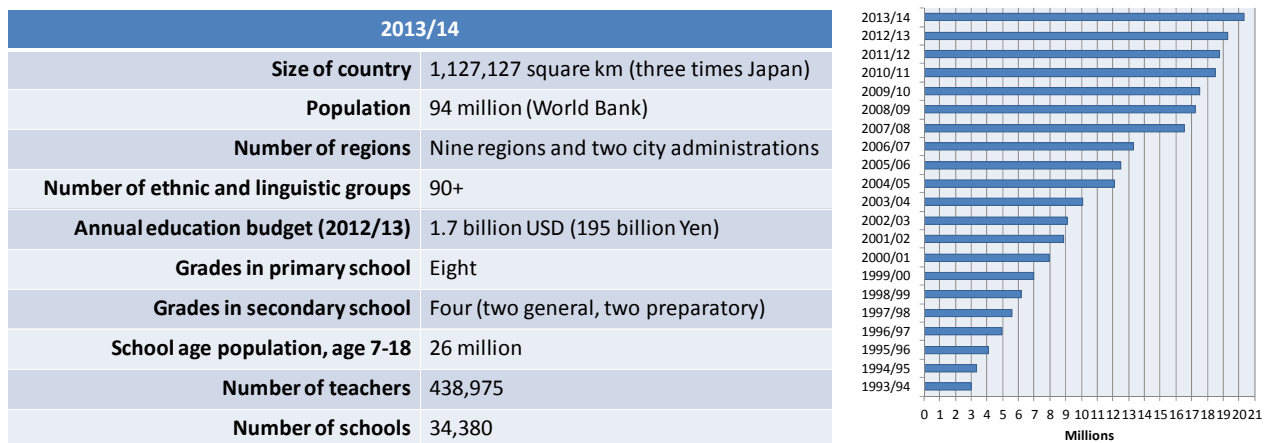 2013/14
Size of country 1,127,127 square km (three times Japan)
Population 94 million (World Bank)
Number of regions Nine regions and two city administrations
Number of ethnic and linguistic groups 90+
Annual education budget (2012/13) 1.7 billion USD (195 billion Yen)
Grades in primary school Eight
Grades in secondary school Four (two general, two preparatory)
School age population, age 7-18 26 million
Number of teachers 438,975
Number of schools 34,380
2013/14
2012/13
2011/12
2010/11
2009/10
2008/09
2007/08
2006/07
2005/06
2004/05
2003/04
2002/03
2001/02
2000/01
1999/00
1998/99
1997/98
1996/97
1995/96
1994/95
1993/94
0 1 2 3 4 5 6 7 8 9 10 11 12 13 14 15 16 17 18 19 20 21
Millions